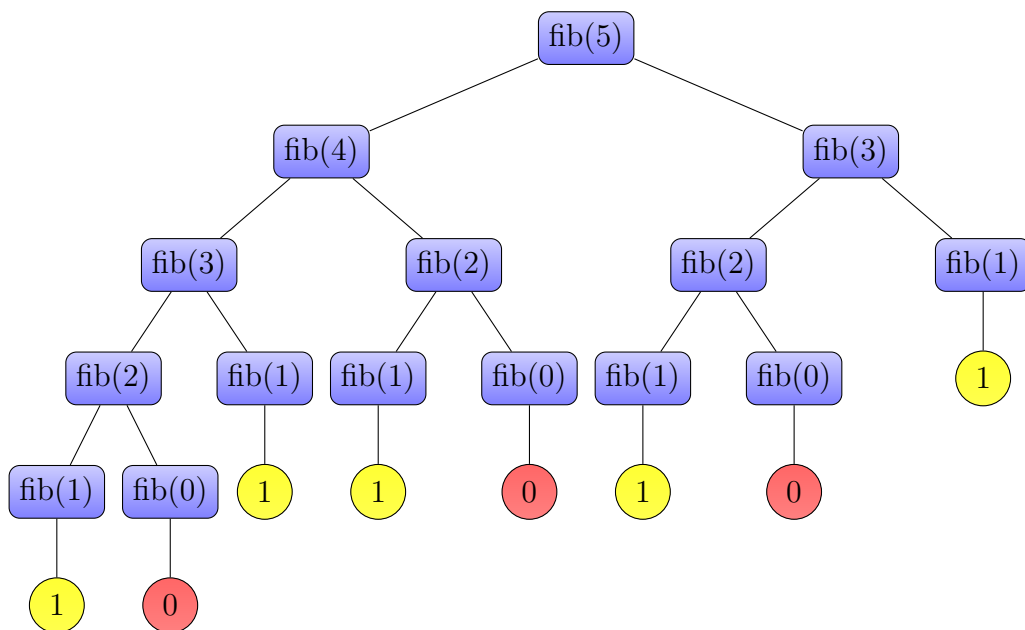 fib(5)
fib(4) fib(3)
fib(3) fib(2) fib(2) fib(1)
fib(2) fib(1) fib(1) fib(0) fib(1) fib(0) 1
fib(1) fib(0) 1 1 0 1 0
1 0